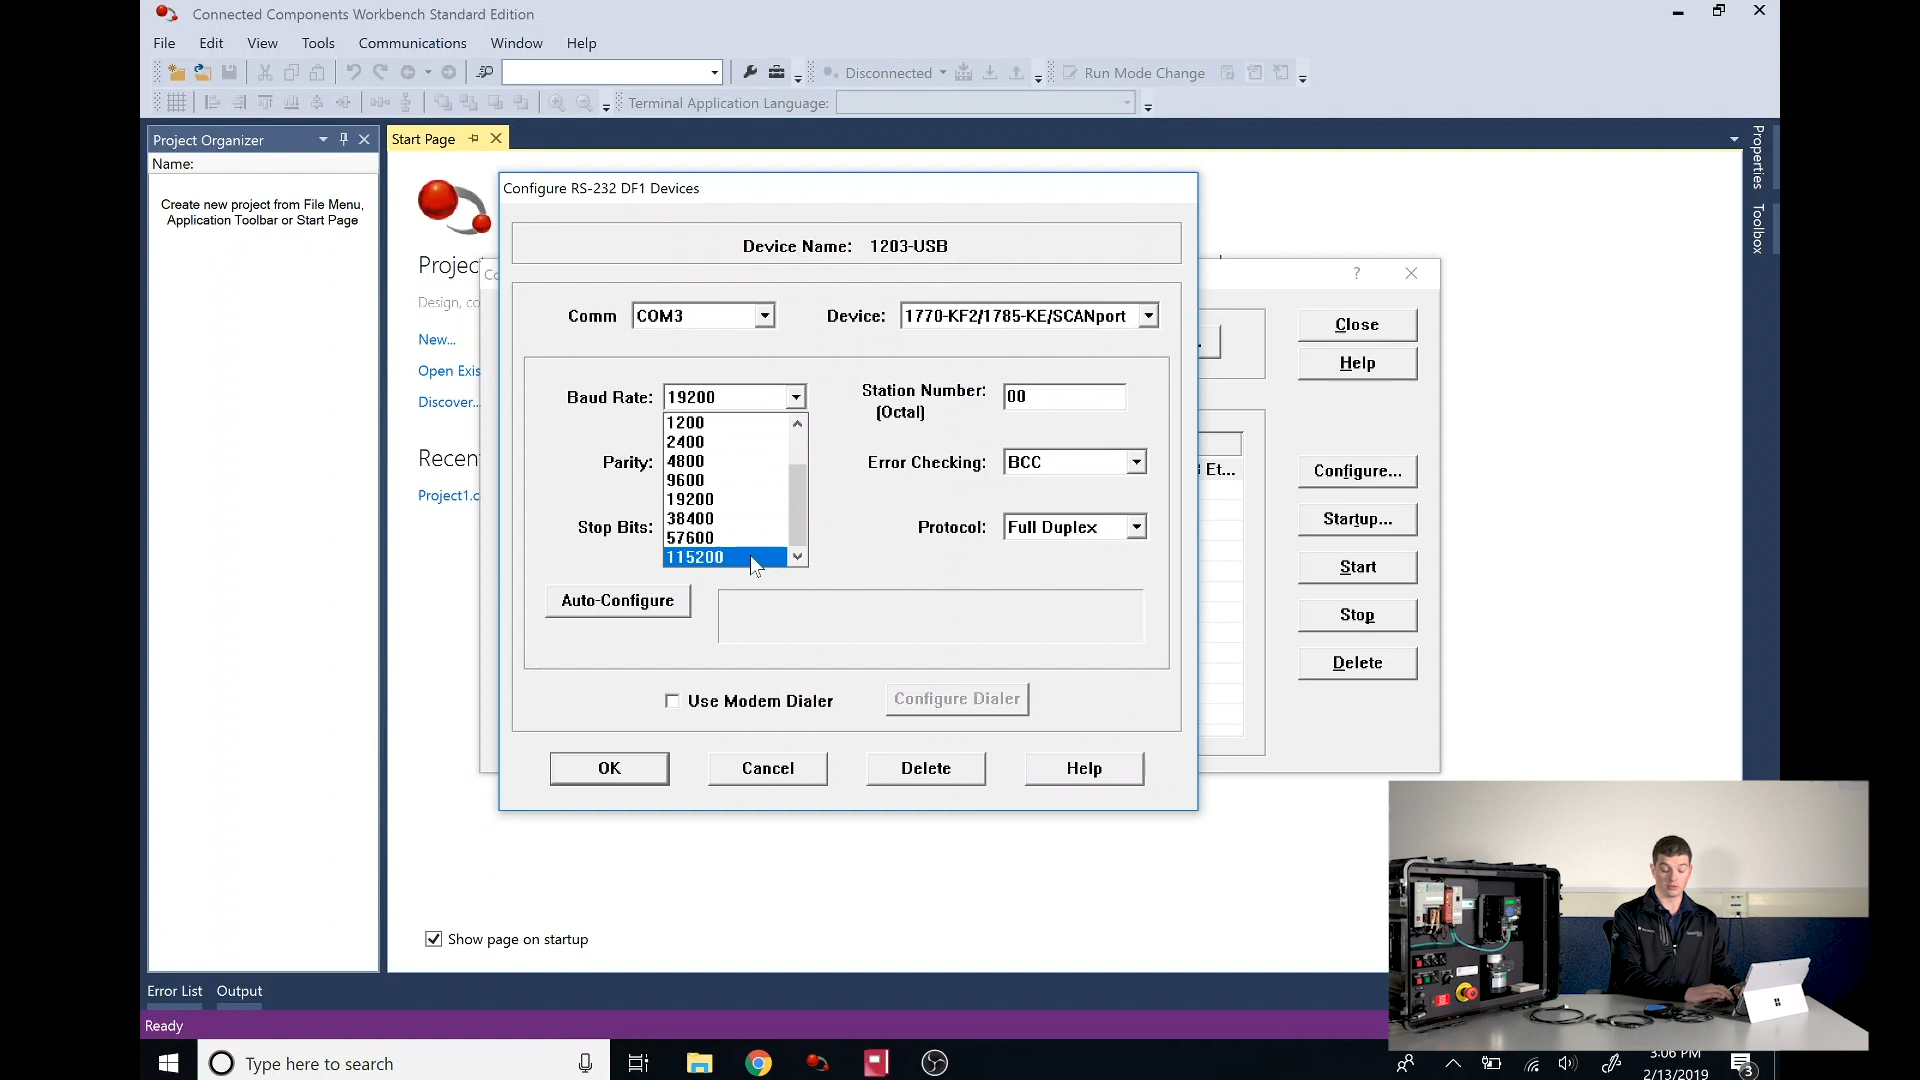 Connected Components Workbench Standard Edition
File Edit View Tools Communications Window Help
Disconnected
Run Mode Change
Terminal Application Language:
Project Organizer
Name:
Create new project from File Menu,
Application Toolbar or Start Page
Start Page
Properties
Toolbox
Design, co
New...
Open Exis
Discover...
Recen
Project1.c
Configure RS-232 DF1 Devices
Device Name: 1203-USB
Comm COM3
Device: 1770-KF2/1785-KE/SCANport
Baud Rate: 19200
1200
2400
4800
9600
19200
38400
57600
115200
Station Number: 00
(Octal)
Parity:
Error Checking: BCC
Stop Bits:
Protocol: Full Duplex
Auto-Configure
Use Modem Dialer
Configure Dialer
OK Cancel Delete Help
?
Et...
Close
Help
Configure...
Startup...
Start
Stop
Delete
Show page on startup
Error List Output
Ready
Type here to search
3:06 PM
2/13/2019
3